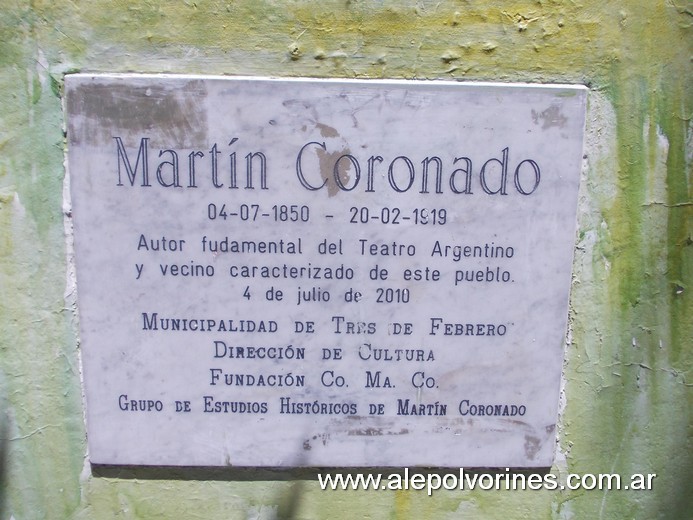 Martín Coronado
04-07-1850 - 20-02-1919
Autor fudamental del Teatro Argentino
y vecino caracterizado de este pueblo.
4 de julio de 2010
Municipalidad de Tres de Febrero
Dirección de Cultura
Fundación Co. Ma. Co.
Grupo de Estudios Históricos de Martín Coronado
www.alepolvorines.com.ar